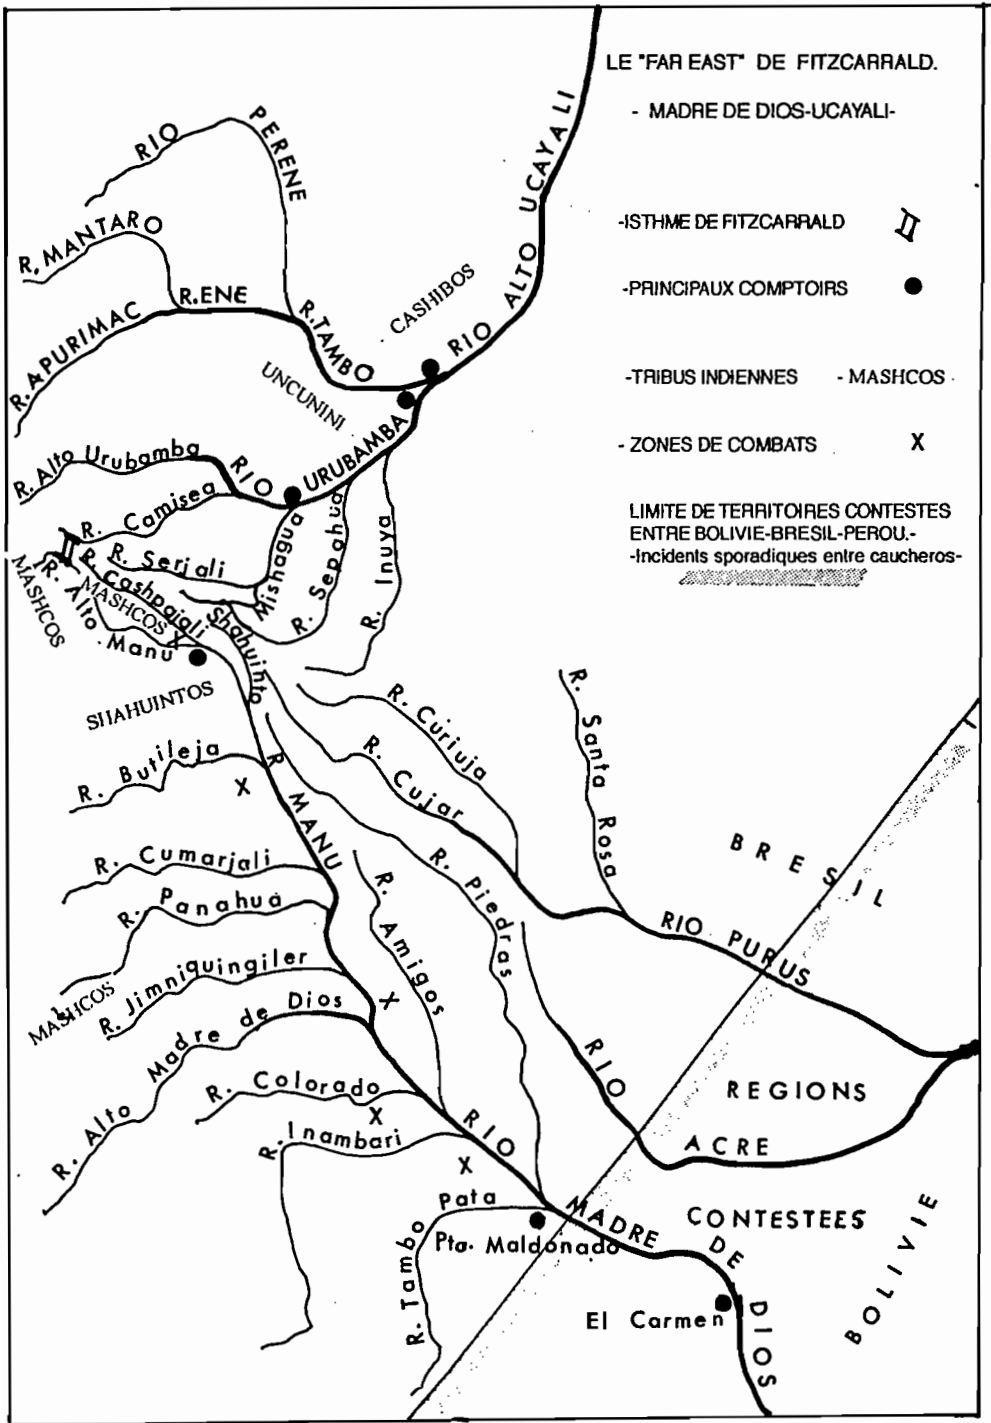 LE "FAR EAST" DE FITZCARRALD.
- MADRE DE DIOS-UCAYALI-
-ISTHME DE FITZCARRALD
-PRINCIPAUX COMPTOIRS
-TRIBUS INDIENNES - MASHCOS -
- ZONES DE COMBATS X
LIMITE DE TERRITOIRES CONTESTES
ENTRE BOLIVIE-BRESIL-PEROU.-
-Incidents sporadiques entre caucheros-
RIO PERENE
R. MANTARO
R. ENE
R. APURIMAC
R. TAMBO
CASHIBOS
RIO ALTO UCAYALI
UNCUNINI
R. Alto Urubamba
RIO URUBAMBA
R. Camisea
R. Serjali
Mishagua
R. Sepahua
R. Inuya
R. Cashpajali
MASHCOS
MASHCOS
R. Alto Manu
X
Shahuinto
SHAHUINTOS
R. Butileja
X
R. MANU
R. Curiuja
R. Cujar
R. Santa Rosa
R. Cumarjali
R. Panahua
R. Amigos
R. Piedras
BRESIL
RIO PURUS
MASHCOS
R. Jimniquingiler
X
R. Alto Madre de Dios
R. Colorado
X
R. Inambari
X
RIO ACRE
REGIONS
CONTESTEES
RIO MADRE DE DIOS
R. Tambo Pata
Pta. Maldonado
El Carmen
BOLIVIE